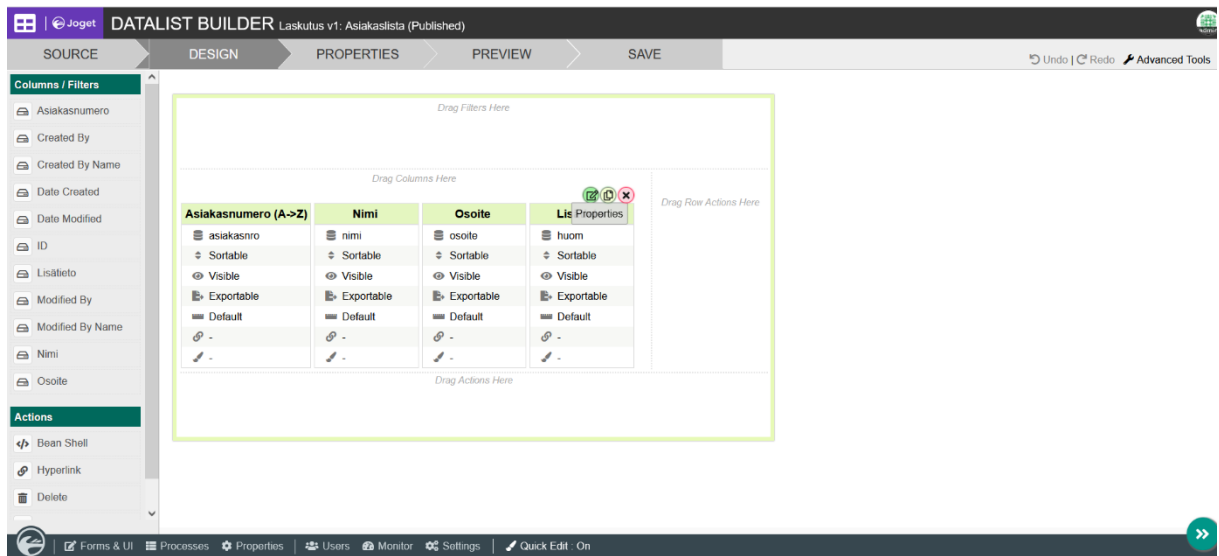 Joget DATALIST BUILDER Laskutus v1: Asiakaslista (Published)
SOURCE DESIGN PROPERTIES PREVIEW SAVE
Undo | Redo Advanced Tools
Columns / Filters
Asiakasnumero
Created By
Created By Name
Date Created
Date Modified
ID
Lisätieto
Modified By
Modified By Name
Nimi
Osoite
Actions
Bean Shell
Hyperlink
Delete
Drag Filters Here
Drag Columns Here
Drag Row Actions Here
Properties
Asiakasnumero (A->Z) Nimi Osoite Lis
asiakasnro nimi osoite huom
Sortable Sortable Sortable Sortable
Visible Visible Visible Visible
Exportable Exportable Exportable Exportable
Default Default Default Default
- - - -
- - - -
Drag Actions Here
Forms & UI Processes Properties | Users Monitor Settings | Quick Edit : On